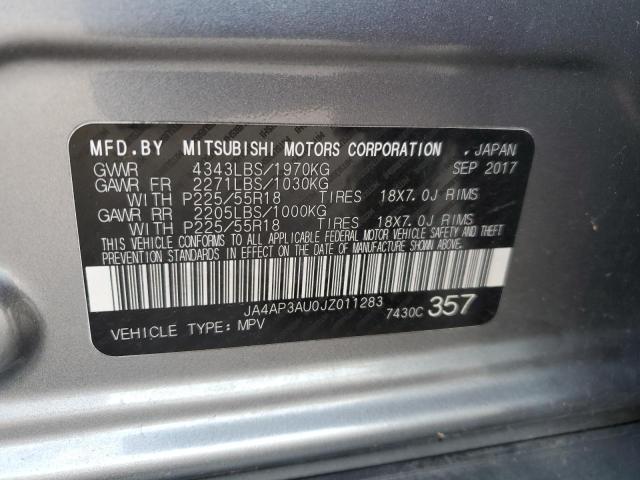 MFD.BY MITSUBISHI MOTORS CORPORATION .JAPAN
GVWR 4343LBS/1970KG SEP 2017
GAWR FR 2271LBS/1030KG
WITH P225/55R18 TIRES 18X7.0J RIMS
GAWR RR 2205LBS/1000KG
WITH P225/55R18 TIRES 18X7.0J RIMS
THIS VEHICLE CONFORMS TO ALL APPLICABLE FEDERAL MOTOR VEHICLE SAFETY AND THEFT
PREVENTION STANDARDS IN EFFECT ON THE DATE OF MANUFACTURE SHOWN ABOVE.
JA4AP3AU0JZ011283
VEHICLE TYPE: MPV 7430C 357